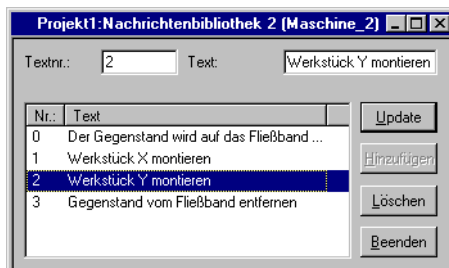 Projekt1:Nachrichtenbibliothek 2 (Maschine_2)
Textnr.: 2 Text: Werkstück Y montieren
Nr.: Text
0 Der Gegenstand wird auf das Fließband ...
1 Werkstück X montieren
2 Werkstück Y montieren
3 Gegenstand vom Fließband entfernen
Update
Hinzufügen
Löschen
Beenden